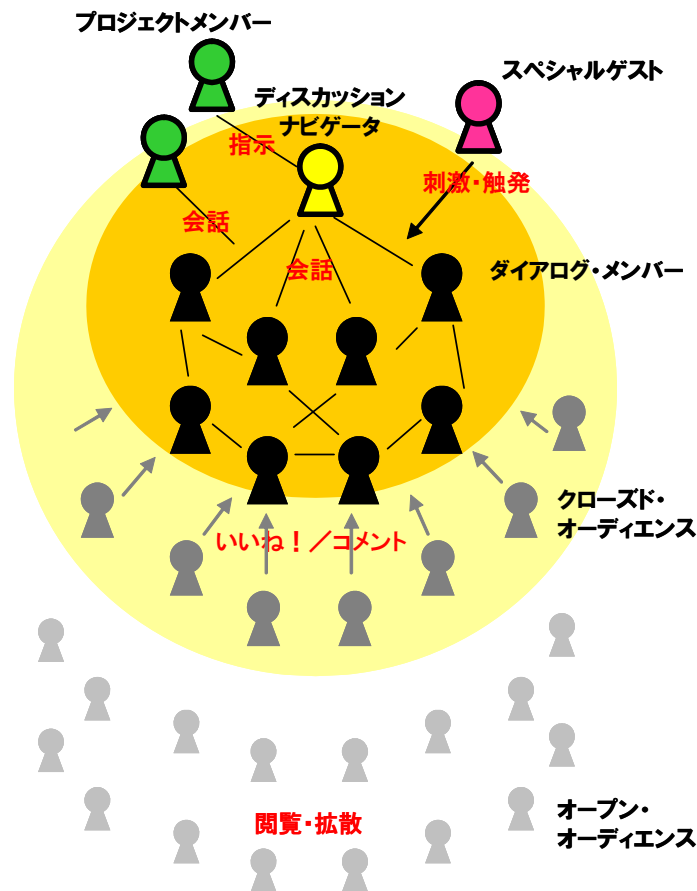 プロジェクトメンバー
スペシャルゲスト
ディスカッション
ナビゲータ
指示
刺激・触発
会話
会話
ダイアログ・メンバー
クローズド・
オーディエンス
いいね！／コメント
オープン・
オーディエンス
閲覧・拡散